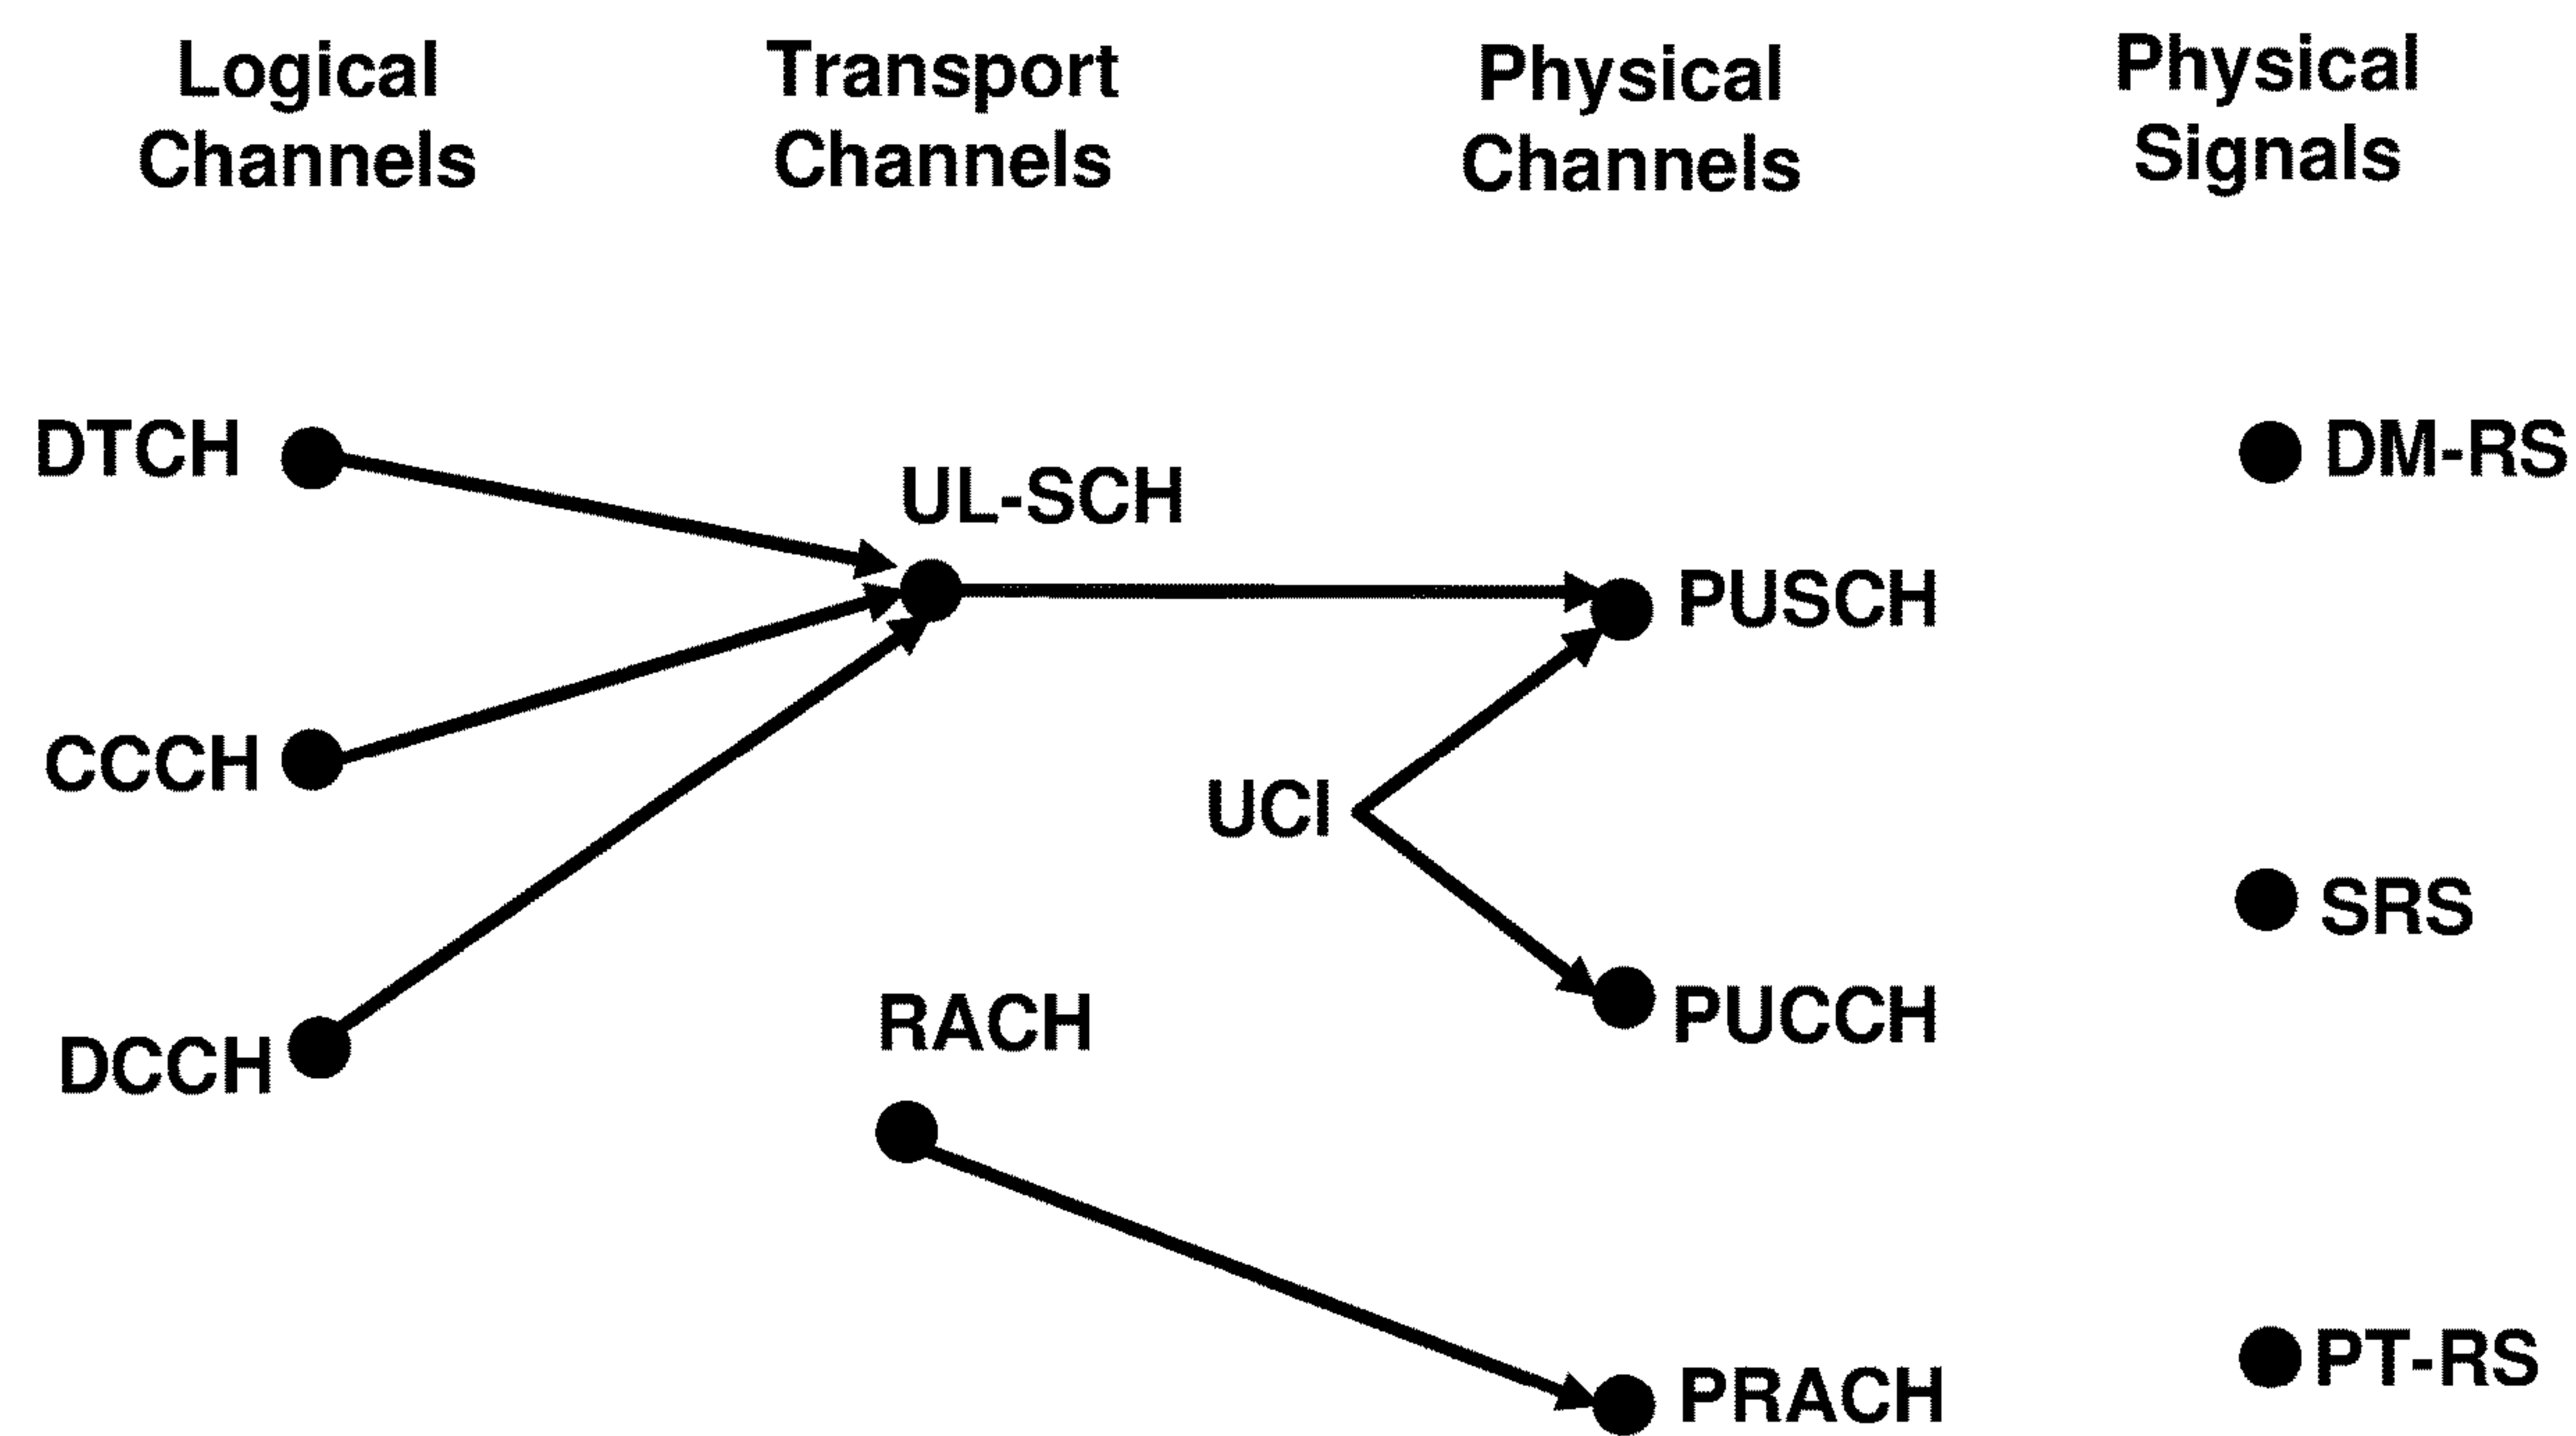 Logical
Channels
Transport
Channels
Physical
Channels
Physical
Signals
DTCH
UL-SCH
DM-RS
PUSCH
CCCH
UCI
SRS
DCCH
RACH
PUCCH
PRACH
PT-RS